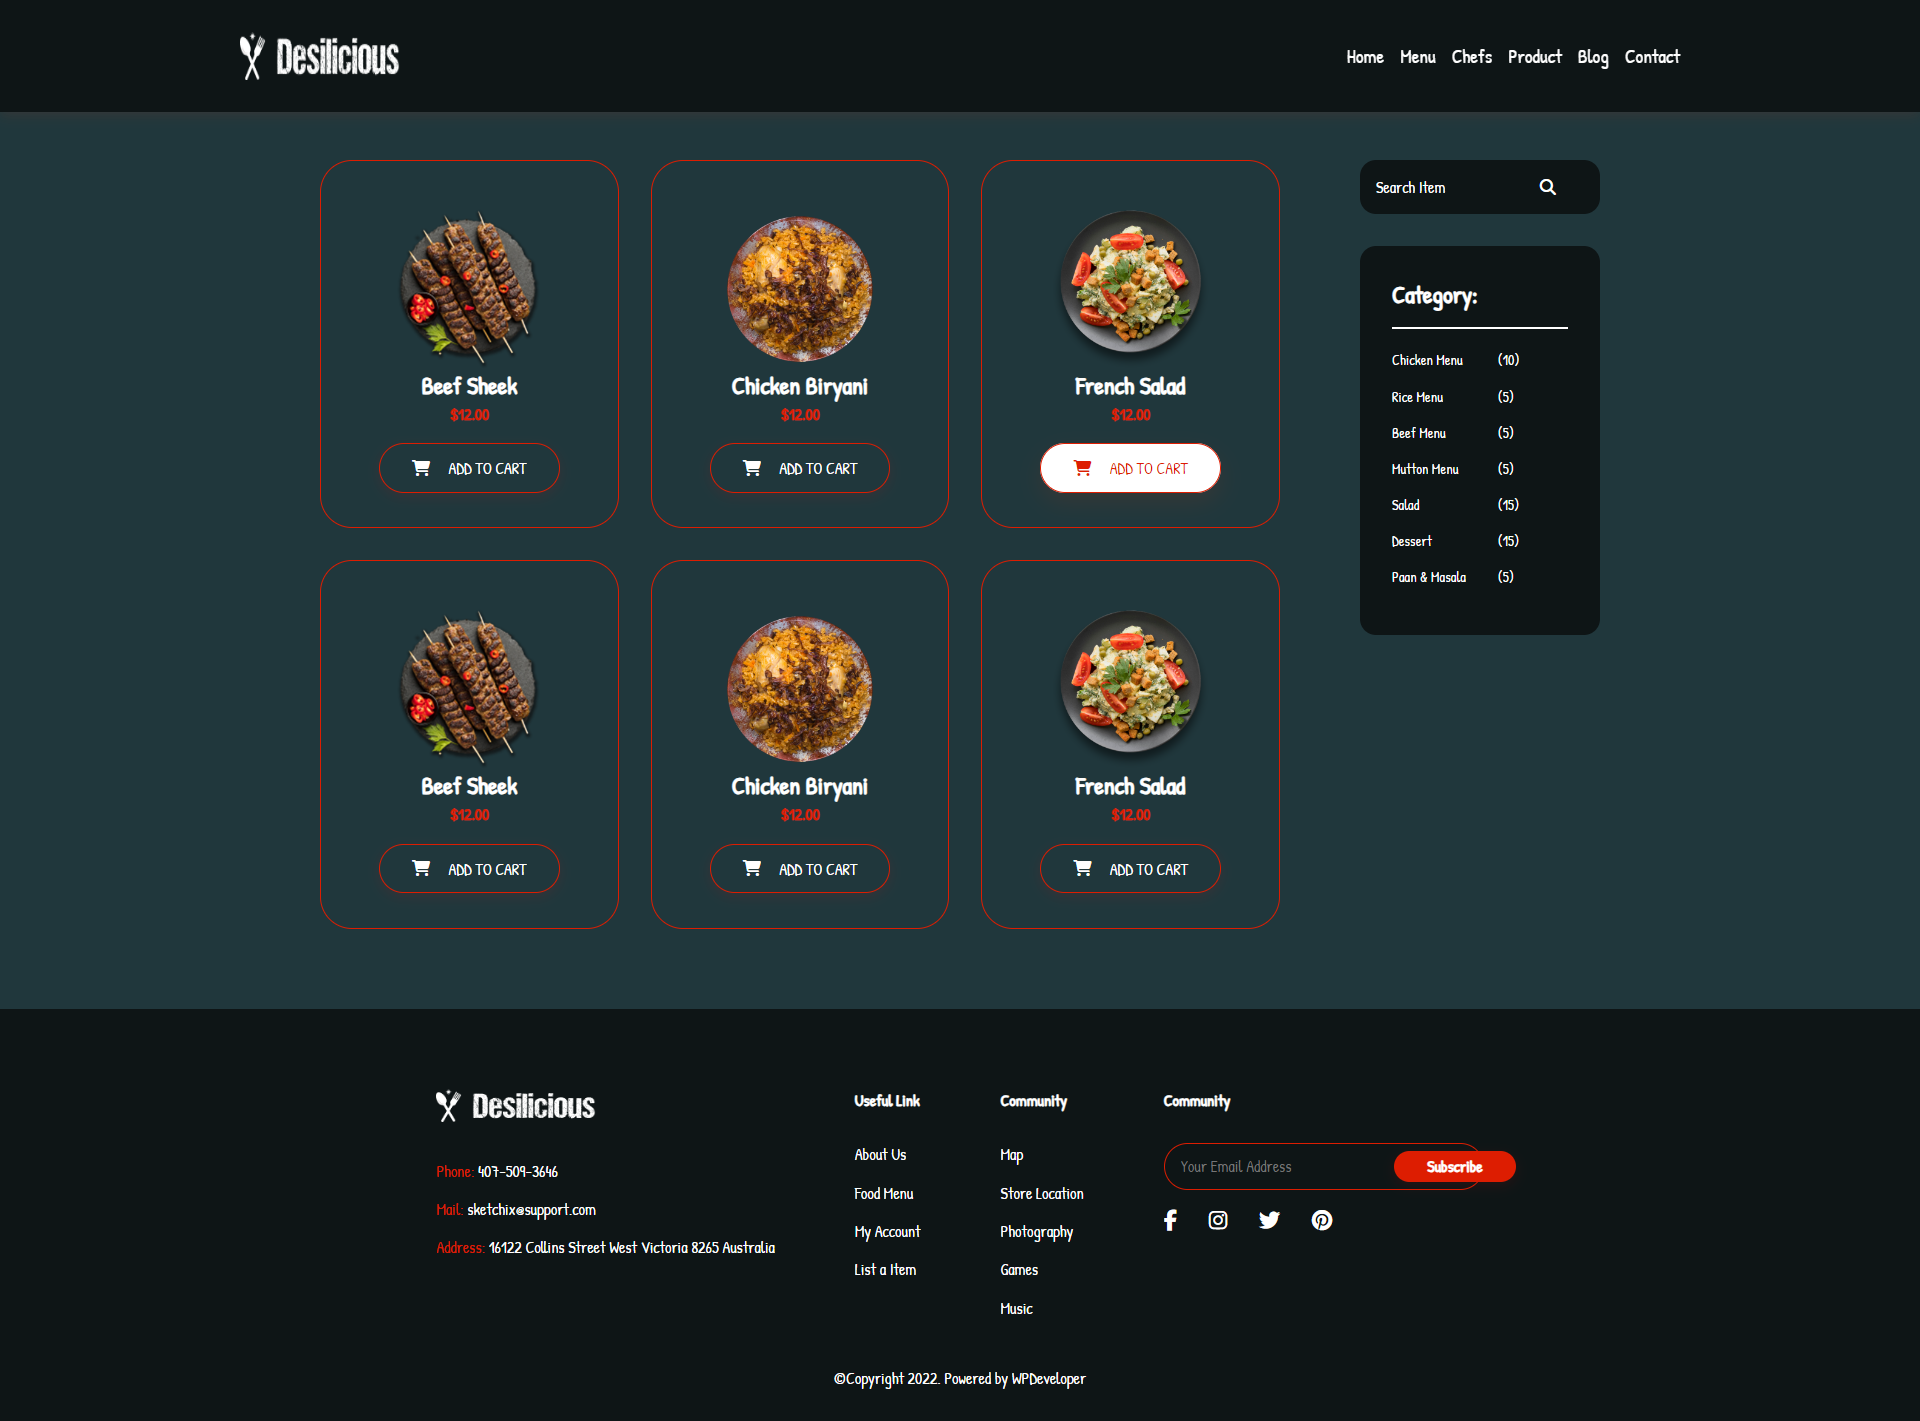 Desilicious
Home Menu Chefs Product Blog Contact
Search Item
Beef Sheek
$12.00
ADD TO CART
Chicken Biryani
$12.00
ADD TO CART
French Salad
$12.00
ADD TO CART
Category:
Chicken Menu (10)
Rice Menu (5)
Beef Menu (5)
Mutton Menu (5)
Salad (15)
Dessert (15)
Paan & Masala (5)
Beef Sheek
$12.00
ADD TO CART
Chicken Biryani
$12.00
ADD TO CART
French Salad
$12.00
ADD TO CART
Desilicious
Phone: 407-509-3646
Mail: sketchix@support.com
Address: 16122 Collins Street West Victoria 8265 Australia
Useful Link
About Us
Food Menu
My Account
List a Item
Community
Map
Store Location
Photography
Games
Music
Community
Your Email Address
Subscribe
©Copyright 2022. Powered by WPDeveloper